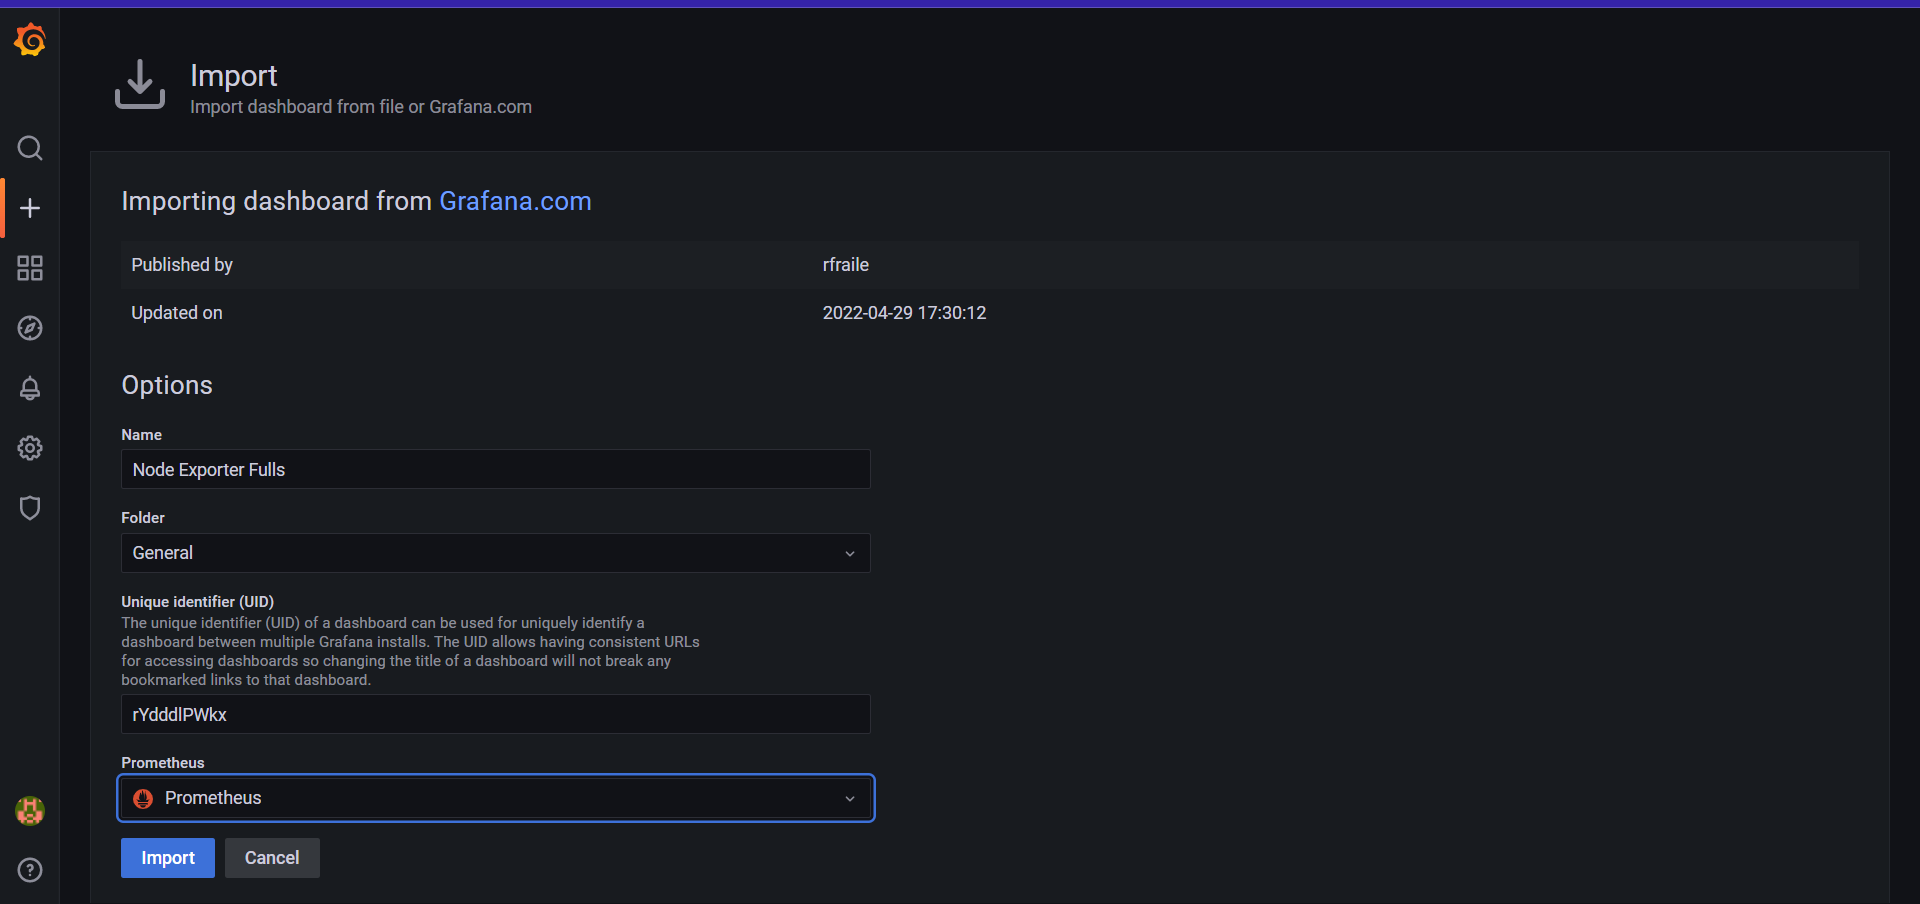 Import
Import dashboard from file or Grafana.com
Importing dashboard from Grafana.com
Published by rfraile
Updated on 2022-04-29 17:30:12
Options
Name
Node Exporter Fulls
Folder
General
Unique identifier (UID)
The unique identifier (UID) of a dashboard can be used for uniquely identify a
dashboard between multiple Grafana installs. The UID allows having consistent URLs
for accessing dashboards so changing the title of a dashboard will not break any
bookmarked links to that dashboard.
rYdddlPWkx
Prometheus
Prometheus
Import Cancel